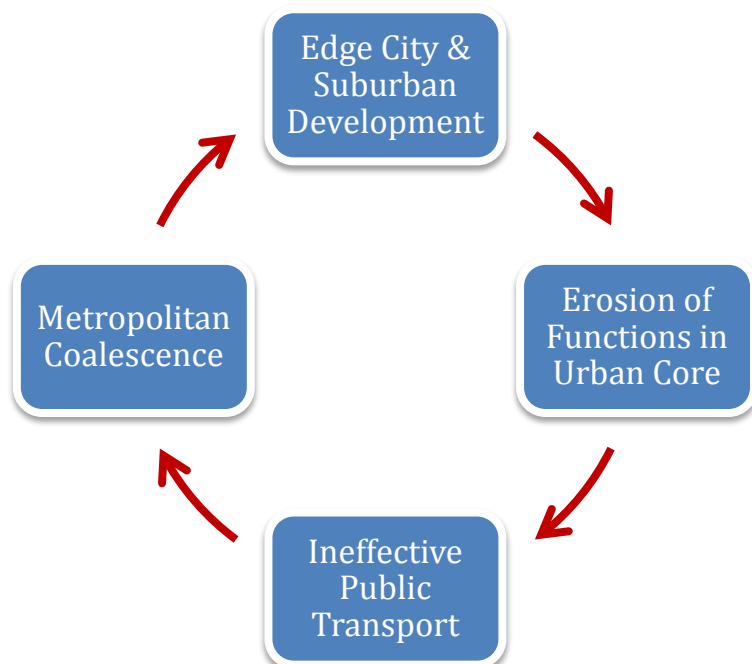 Edge City &
Suburban
Development
Erosion of
Functions in
Urban Core
Ineffective
Public
Transport
Metropolitan
Coalescence